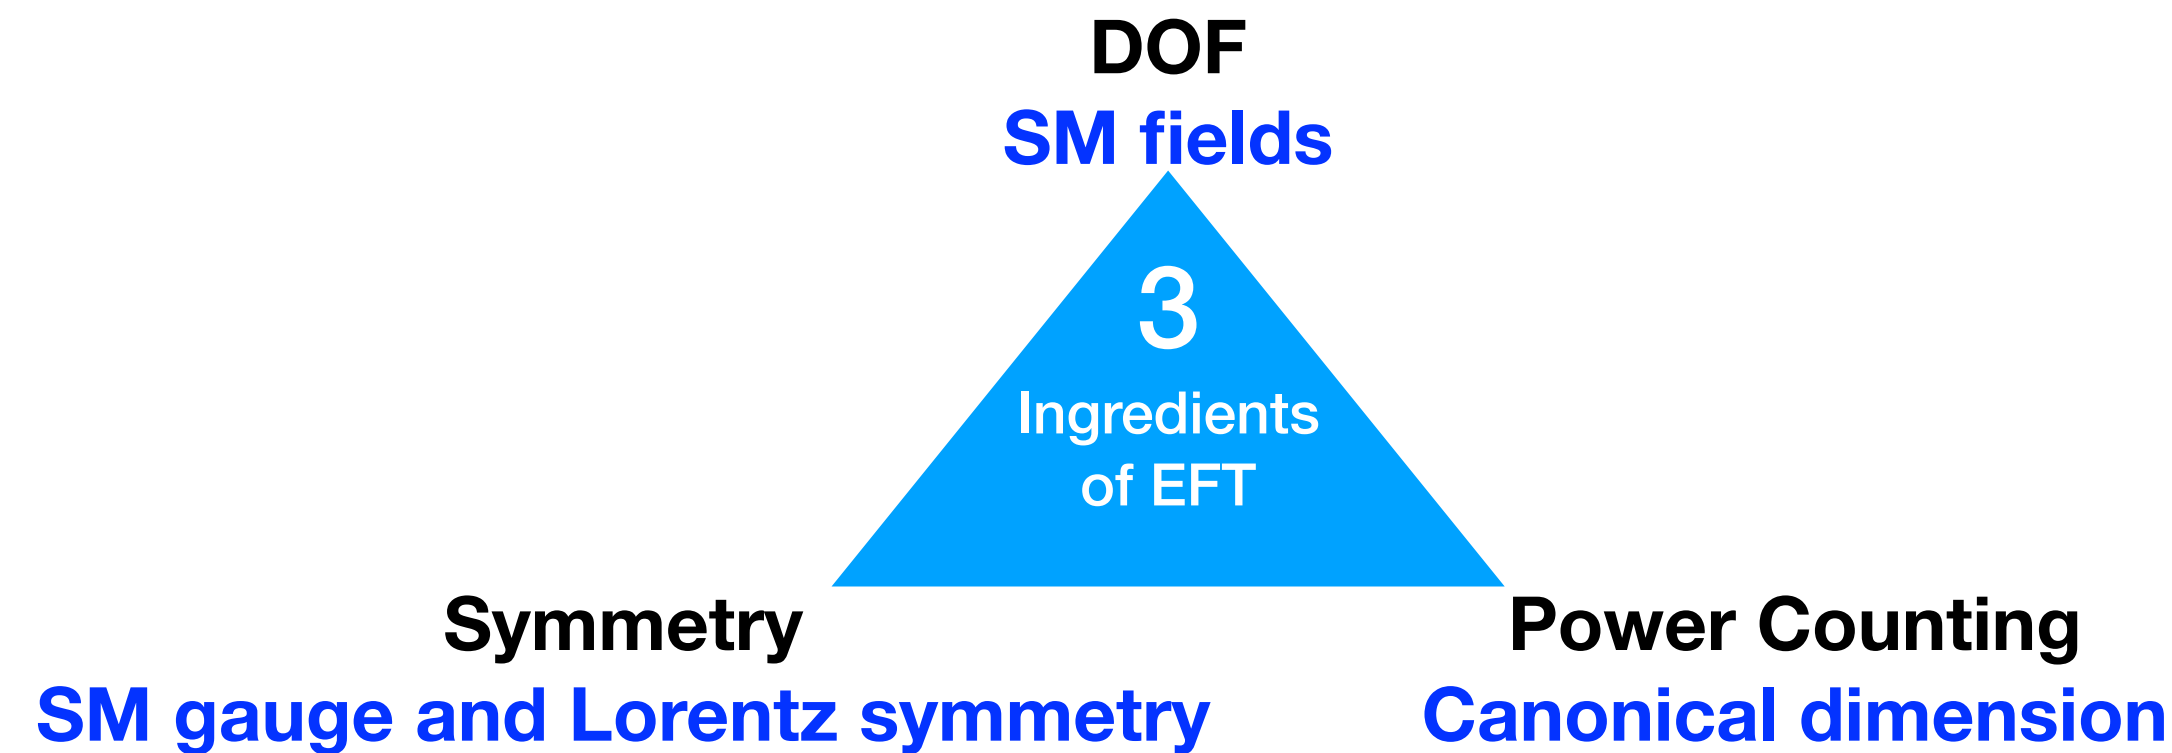 DOF
SM fields
3
Ingredients
of EFT
Symmetry
SM gauge and Lorentz symmetry
Power Counting
Canonical dimension